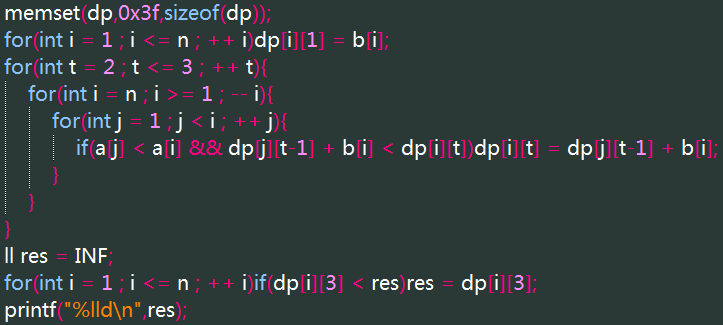 memset(dp,0x3f,sizeof(dp));
for(int i = 1 ; i <= n ; ++ i)dp[i][1] = b[i];
for(int t = 2 ; t <= 3 ; ++ t){
    for(int i = n ; i >= 1 ; -- i){
        for(int j = 1 ; j < i ; ++ j){
            if(a[j] < a[i] && dp[j][t-1] + b[i] < dp[i][t])dp[i][t] = dp[j][t-1] + b[i];
        }
    }
}
ll res = INF;
for(int i = 1 ; i <= n ; ++ i)if(dp[i][3] < res)res = dp[i][3];
printf("%lld\n",res);